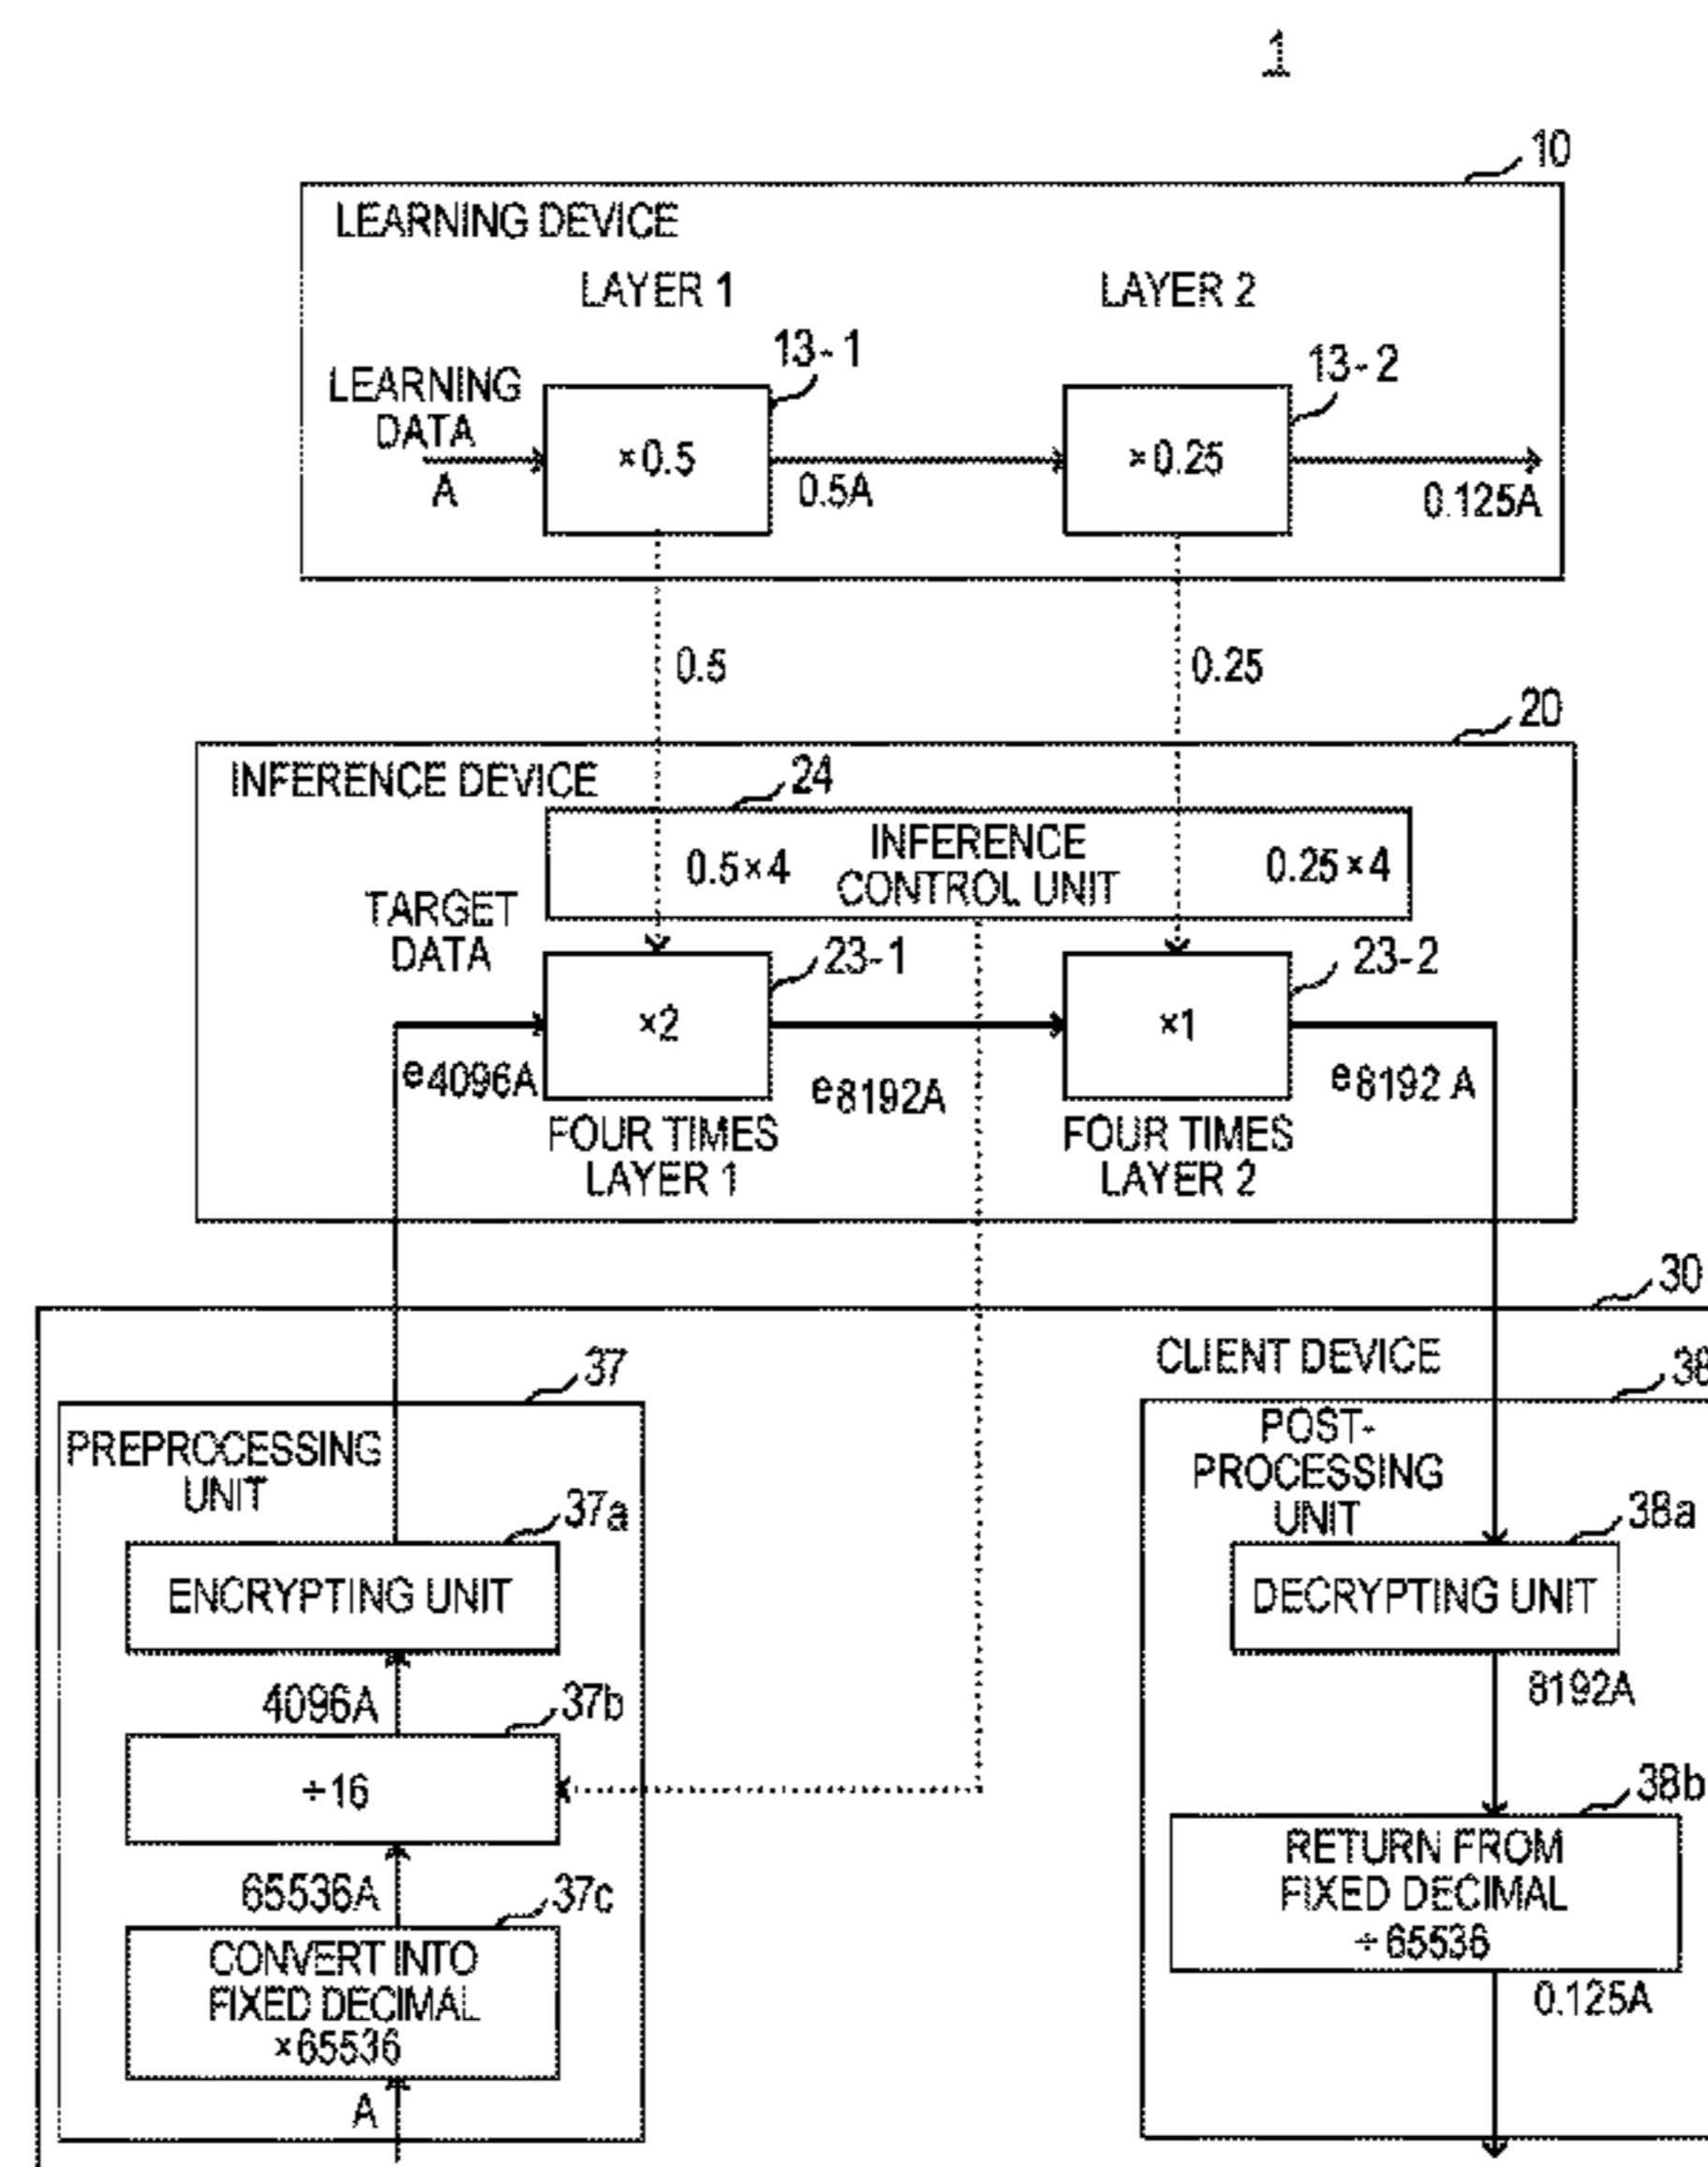 1
10
LEARNING DEVICE
LAYER 1
LAYER 2
13-1
13-2
LEARNING
DATA
A
×0.5
0.5A
×0.25
0.125A
0.5
0.25
20
INFERENCE DEVICE
24
0.5×4
INFERENCE
CONTROL UNIT
0.25×4
TARGET
DATA
23-1
23-2
×2
×1
e4096A
e8192A
e8192 A
FOUR TIMES
LAYER 1
FOUR TIMES
LAYER 2
30
CLIENT DEVICE
37
38
PREPROCESSING
UNIT
POST-
PROCESSING
UNIT
37a
38a
ENCRYPTING UNIT
DECRYPTING UNIT
4096A
37b
8192A
÷16
38b
RETURN FROM
FIXED DECIMAL
÷65536
65536A
37c
CONVERT INTO
FIXED DECIMAL
×65536
0.125A
A